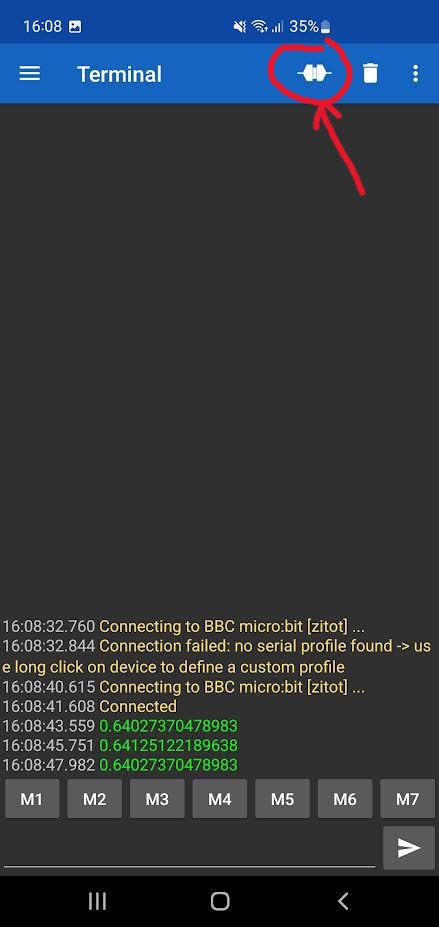 16:08 35%
Terminal
16:08:32.760 Connecting to BBC micro:bit [zitot] ...
16:08:32.844 Connection failed: no serial profile found -> us
e long click on device to define a custom profile
16:08:40.615 Connecting to BBC micro:bit [zitot] ...
16:08:41.608 Connected
16:08:43.559 0.64027370478983
16:08:45.751 0.64125122189638
16:08:47.982 0.64027370478983
M1 M2 M3 M4 M5 M6 M7